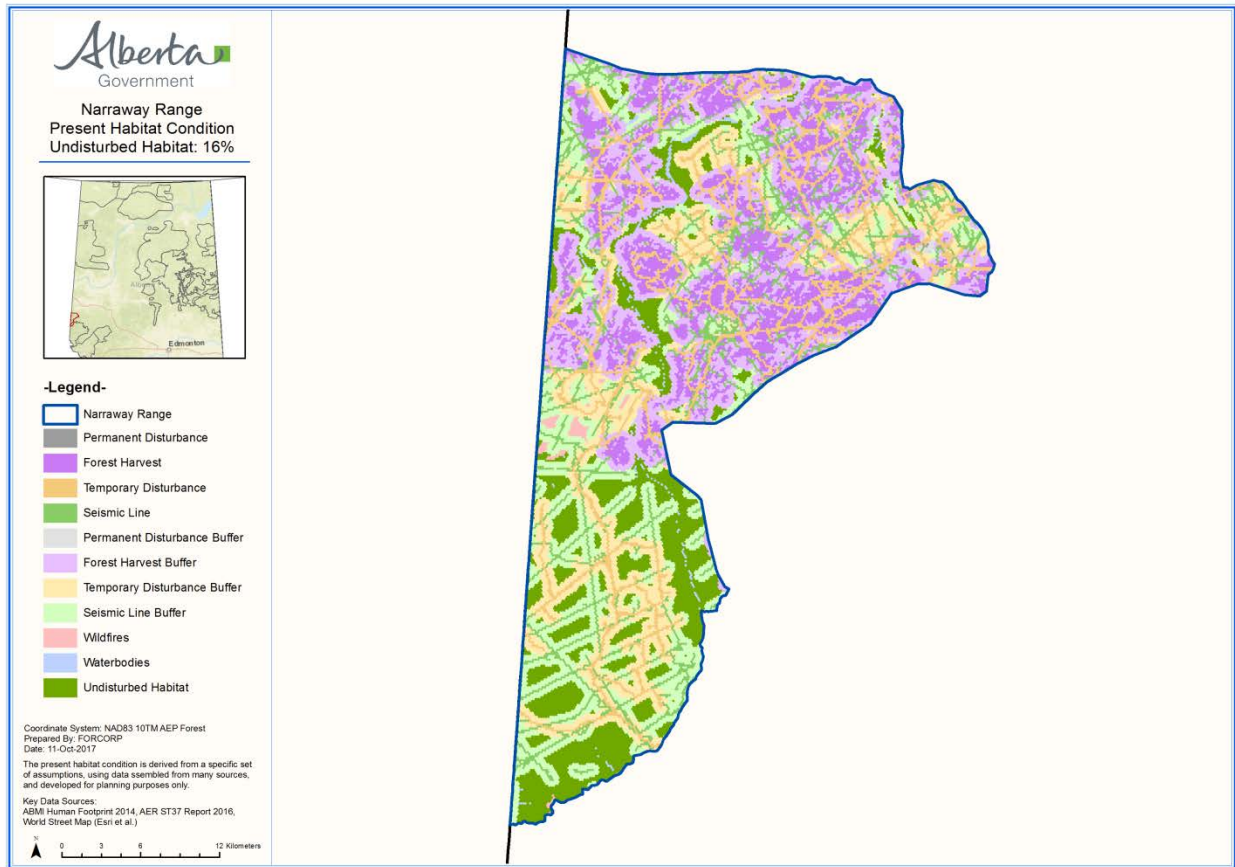 Alberta
Government
Narraway Range
Present Habitat Condition
Undisturbed Habitat: 16%
Alberta
Edmonton
-Legend-
Narraway Range
Permanent Disturbance
Forest Harvest
Temporary Disturbance
Seismic Line
Permanent Disturbance Buffer
Forest Harvest Buffer
Temporary Disturbance Buffer
Seismic Line Buffer
Wildfires
Waterbodies
Undisturbed Habitat
Coordinate System: NAD83 10TM AEP Forest
Prepared By: FORCORP
Date: 11-Oct-2017
The present habitat condition is derived from a specific set
of assumptions, using data ssembled from many sources,
and developed for planning purposes only.
Key Data Sources:
ABMI Human Footprint 2014, AER ST37 Report 2016,
World Street Map (Esri et al.)
N
0 3 6 12 Kilometers